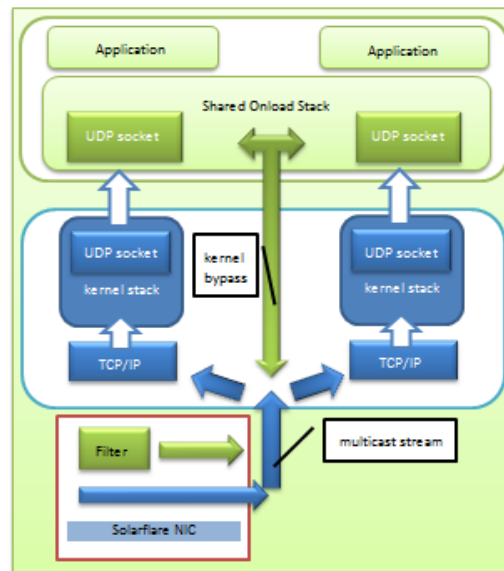 Application
Application
Shared Onload Stack
UDP socket
UDP socket
UDP socket
kernel stack
kernel
bypass
UDP socket
kernel stack
TCP/IP
TCP/IP
Filter
multicast stream
Solarflare NIC